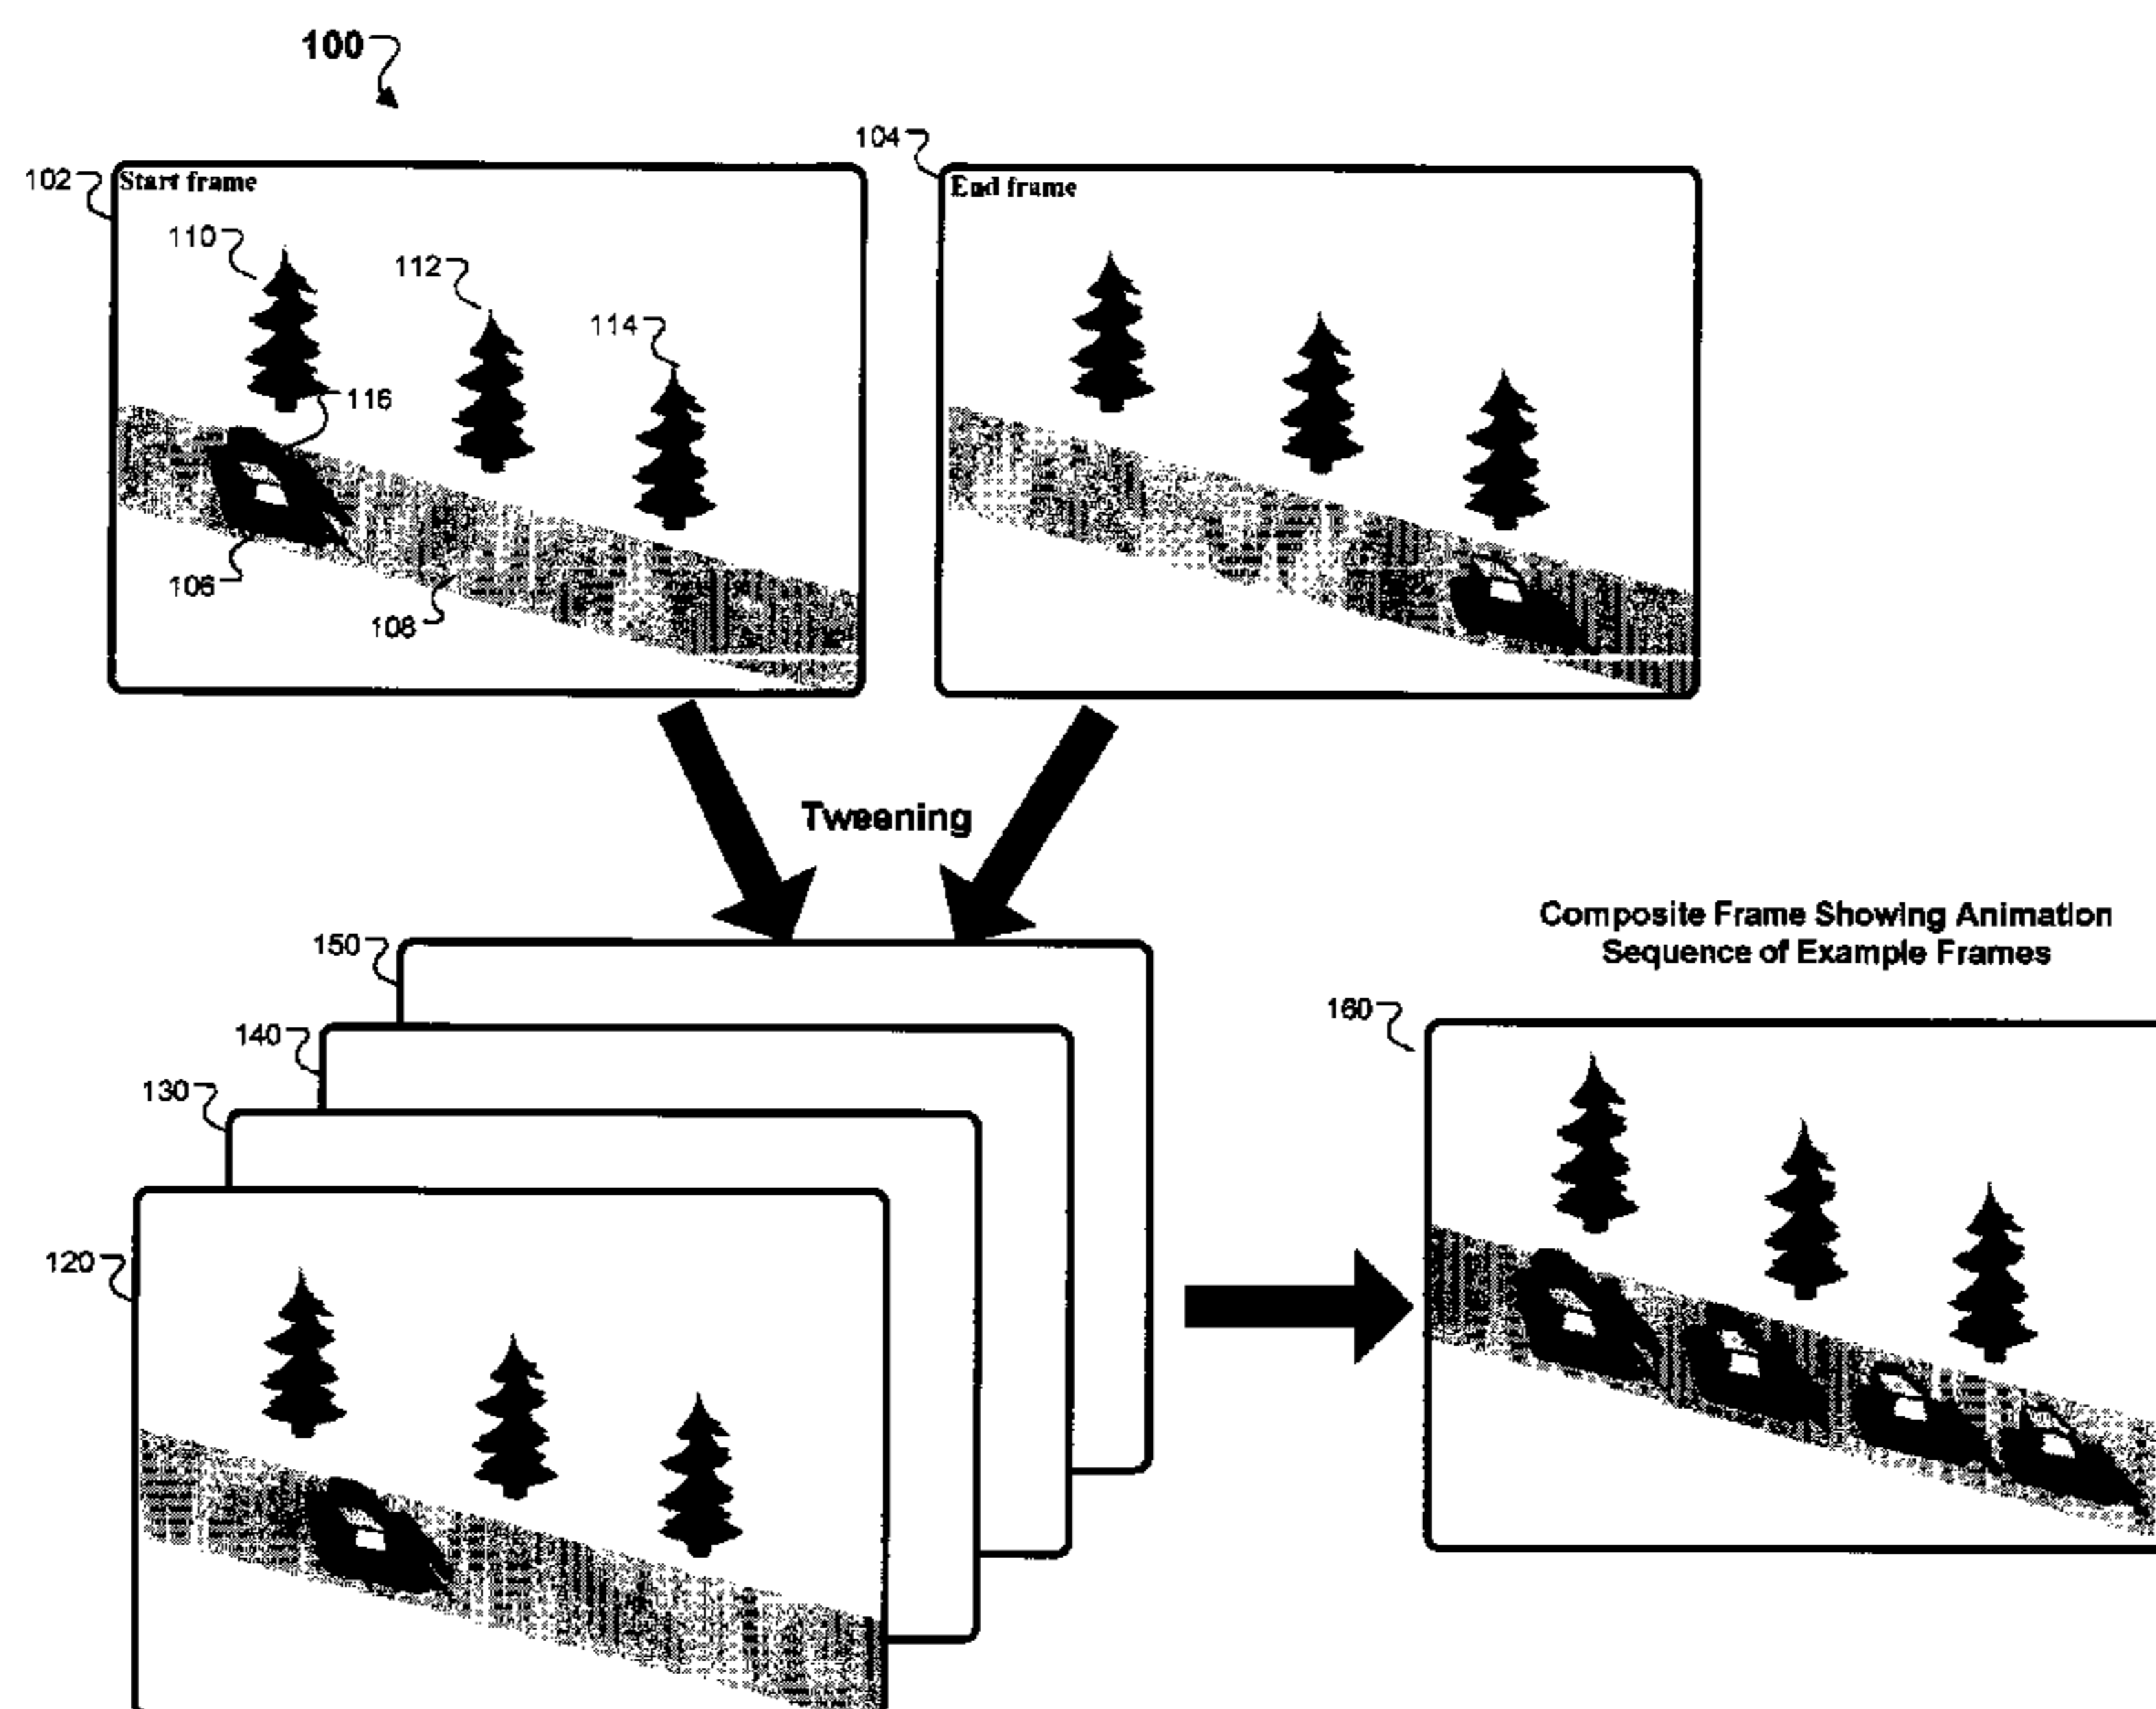 100
104
102
Start frame
End frame
110
112
114
116
106
108
Tweening
Composite Frame Showing Animation
Sequence of Example Frames
150
160
140
130
120